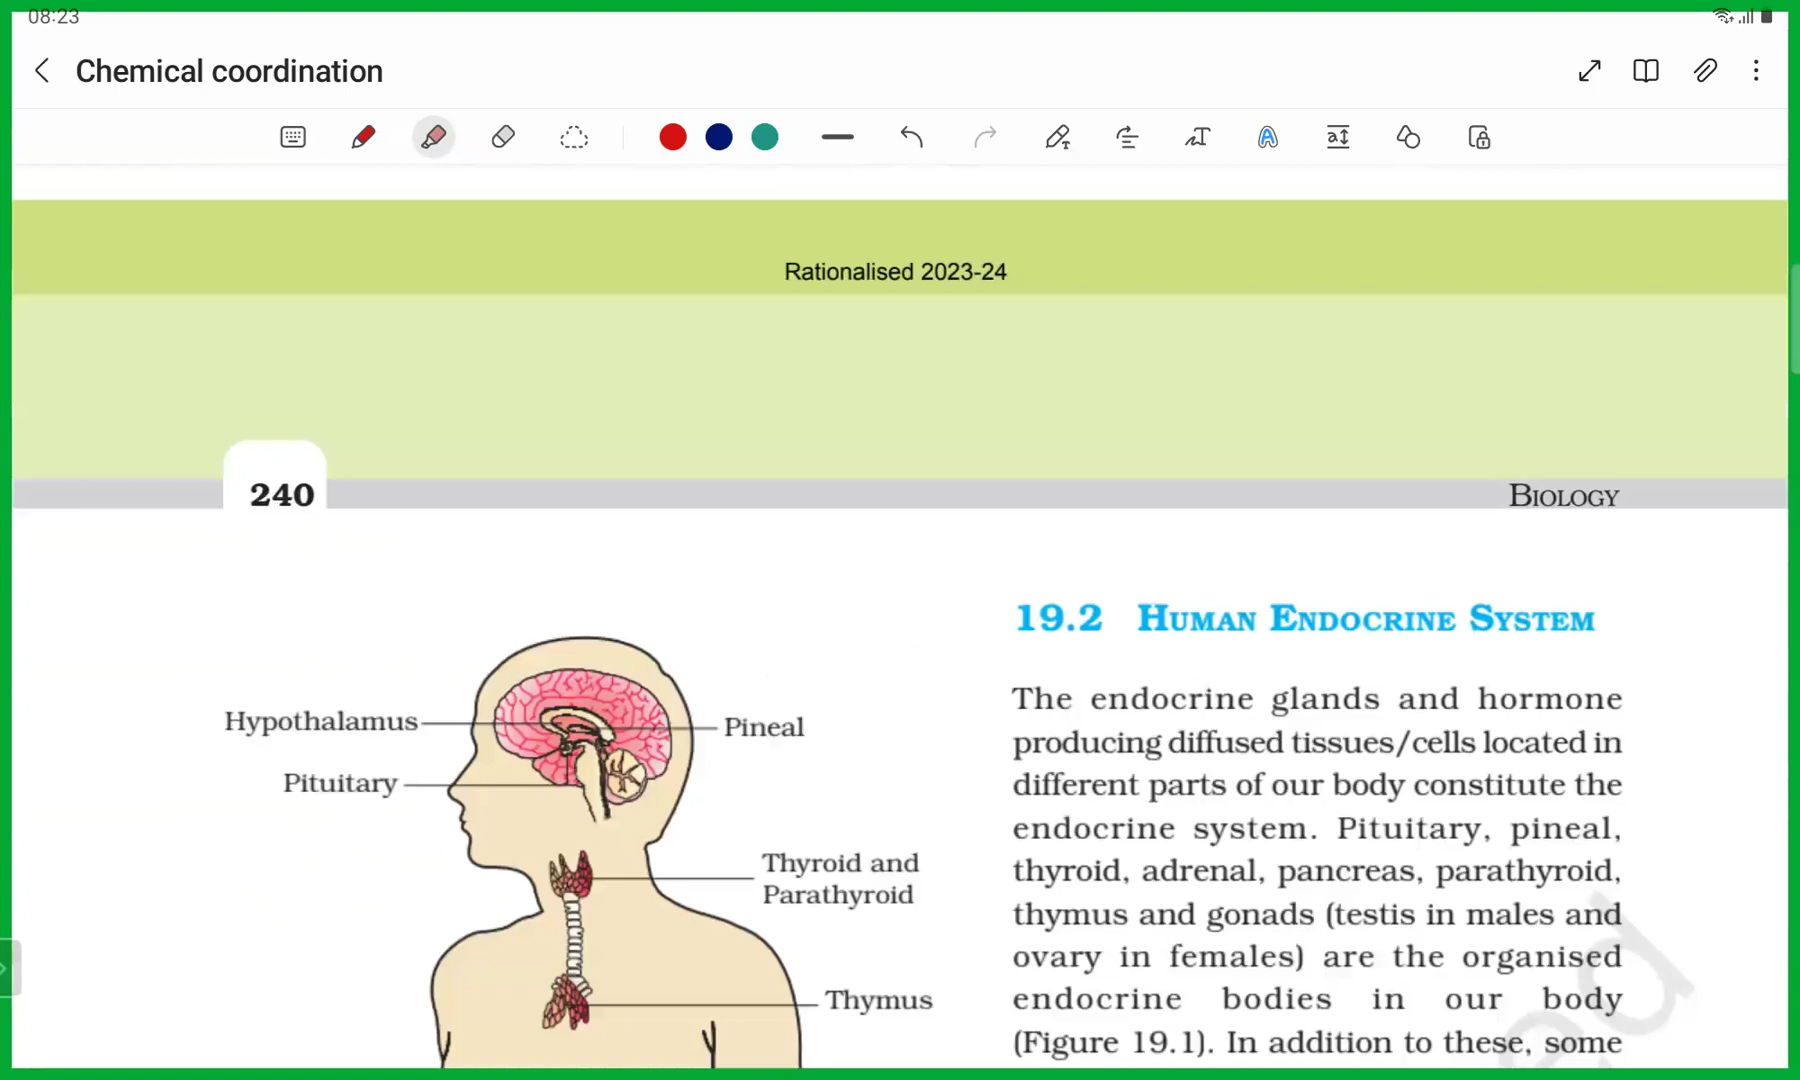 08:23
Chemical coordination
Rationalised 2023-24
240
BIOLOGY
Hypothalamus
Pineal
Pituitary
Thyroid and
Parathyroid
Thymus
19.2 HUMAN ENDOCRINE SYSTEM
The endocrine glands and hormone
producing diffused tissues/cells located in
different parts of our body constitute the
endocrine system. Pituitary, pineal,
thyroid, adrenal, pancreas, parathyroid,
thymus and gonads (testis in males and
ovary in females) are the organised
endocrine bodies in our body
(Figure 19.1). In addition to these, some